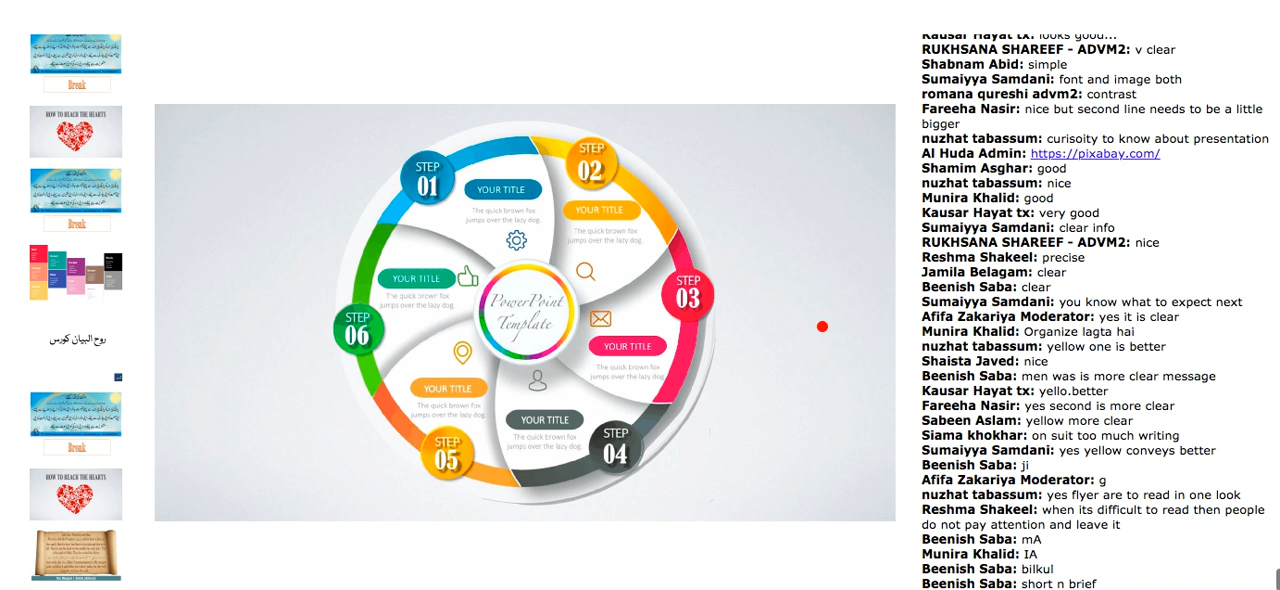 Break
HOW TO REACH THE HEARTS
Break
روح البيان كورس
Break
HOW TO REACH THE HEARTS
STEP
01
YOUR TITLE
The quick brown fox
jumps over the lazy dog.
STEP
02
YOUR TITLE
The quick brown fox
jumps over the lazy dog.
STEP
03
YOUR TITLE
The quick brown fox
jumps over the lazy dog
STEP
04
YOUR TITLE
The quick brown fox
jumps over the lazy dog.
STEP
05
YOUR TITLE
The quick brown fox
jumps over the lazy dog.
STEP
06
YOUR TITLE
The quick brown fox
jumps over the lazy dog.
PowerPoint
Template
Kausar Hayat tx: looks good...
RUKHSANA SHAREEF - ADVM2: v clear
Shabnam Abid: simple
Sumaiyya Samdani: font and image both
romana qureshi advm2: contrast
Fareeha Nasir: nice but second line needs to be a little
bigger
nuzhat tabassum: curisoity to know about presentation
Al Huda Admin: https://pixabay.com/
Shamim Asghar: good
nuzhat tabassum: nice
Munira Khalid: good
Kausar Hayat tx: very good
Sumaiyya Samdani: clear info
RUKHSANA SHAREEF - ADVM2: nice
Reshma Shakeel: precise
Jamila Belagam: clear
Beenish Saba: clear
Sumaiyya Samdani: you know what to expect next
Afifa Zakariya Moderator: yes it is clear
Munira Khalid: Organize lagta hai
nuzhat tabassum: yellow one is better
Shaista Javed: nice
Beenish Saba: men was is more clear message
Kausar Hayat tx: yello.better
Fareeha Nasir: yes second is more clear
Sabeen Aslam: yellow more clear
Siama khokhar: on suit too much writing
Sumaiyya Samdani: yes yellow conveys better
Beenish Saba: ji
Afifa Zakariya Moderator: g
nuzhat tabassum: yes flyer are to read in one look
Reshma Shakeel: when its difficult to read then people
do not pay attention and leave it
Beenish Saba: mA
Munira Khalid: IA
Beenish Saba: bilkul
Beenish Saba: short n brief